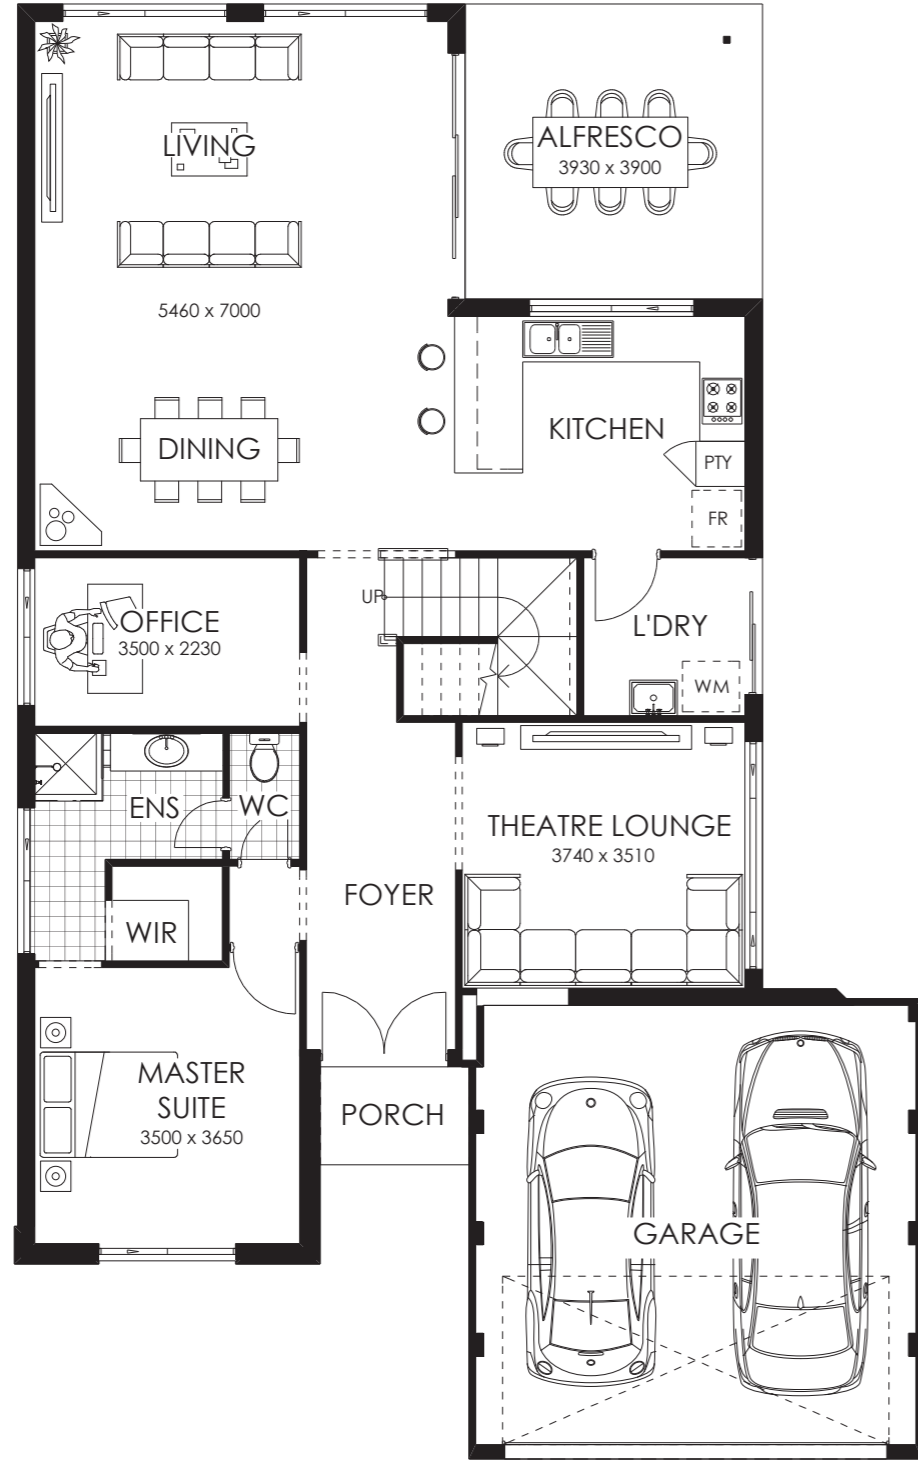 LIVING
ALFRESCO
3930 x 3900
5460 x 7000
KITCHEN
DINING
PTY
FR
UP
OFFICE
3500 x 2230
L'DRY
WM
ENS
WC
THEATRE LOUNGE
3740 x 3510
FOYER
WIR
MASTER
SUITE
3500 x 3650
PORCH
GARAGE